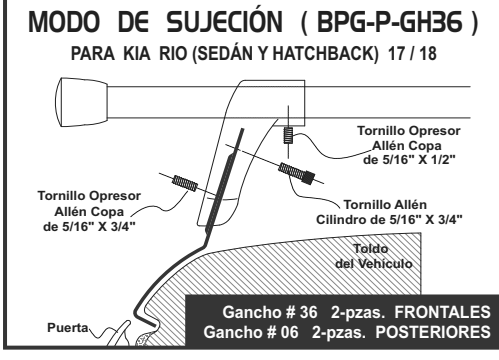 MODO DE SUJECIÓN ( BPG-P-GH36 )
PARA KIA RIO (SEDÁN Y HATCHBACK) 17 / 18
Tornillo Opresor
Allén Copa
de 5/16" X 1/2"
Tornillo Opresor
Allén Copa
de 5/16" X 3/4"
Tornillo Allén
Cilindro de 5/16" X 3/4"
Toldo
del Vehículo
Puerta
Gancho # 36 2-pzas. FRONTALES
Gancho # 06 2-pzas. POSTERIORES